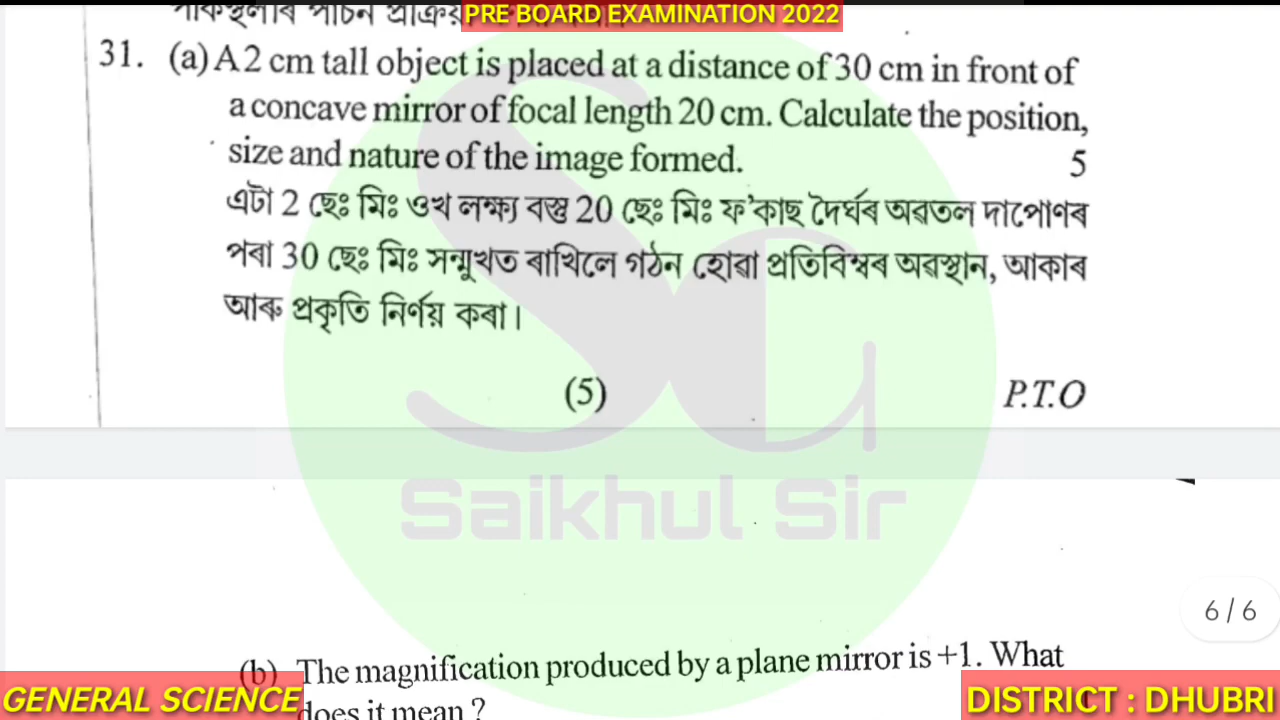 পাকস্থলীৰ পাচন
PRE BOARD EXAMINATION 2022
31. (a) A 2 cm tall object is placed at a distance of 30 cm in front of
a concave mirror of focal length 20 cm. Calculate the position,
size and nature of the image formed. 5
এটা 2 ছেঃ মিঃ ওখ লক্ষ্য বস্তু 20 ছেঃ মিঃ ফ'কাছ দৈৰ্ঘৰ অৱতল দাপোণৰ
পৰা 30 ছেঃ মিঃ সন্মুখত ৰাখিলে গঠন হোৱা প্ৰতিবিম্বৰ অৱস্থান, আকাৰ
আৰু প্ৰকৃতি নিৰ্ণয় কৰা।
(5) P.T.O
Saikhul Sir
6 / 6
(b) The magnification produced by a plane mirror is +1. What
does it mean ?
GENERAL SCIENCE
DISTRICT : DHUBRI